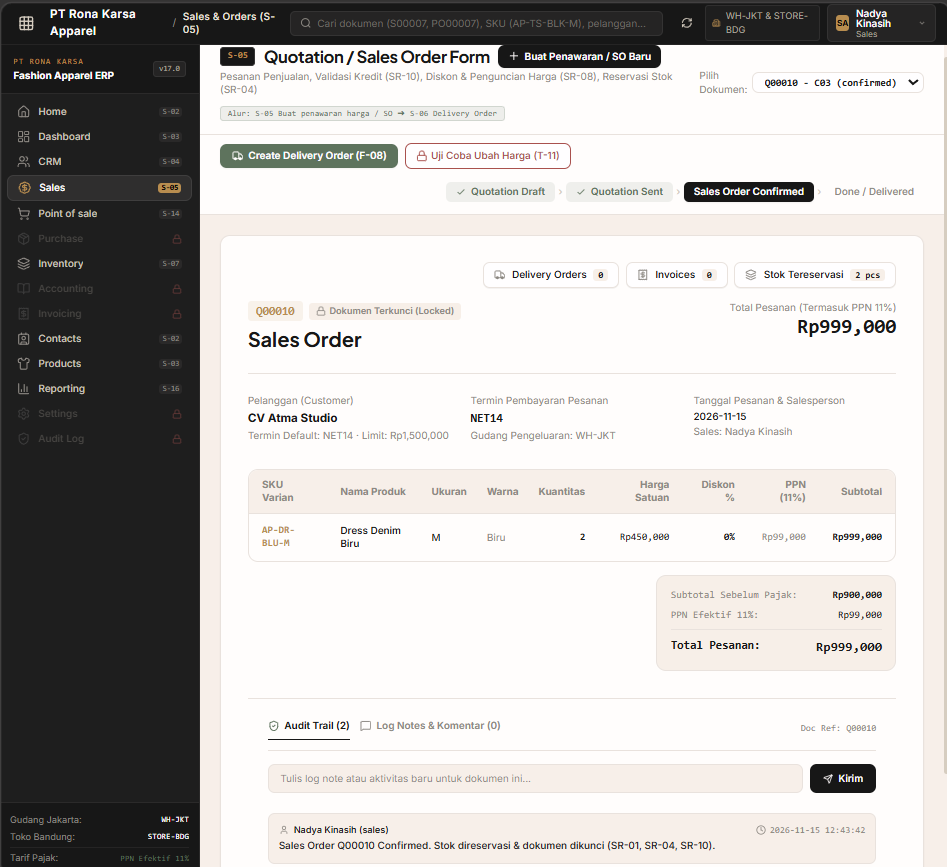 PT Rona Karsa Apparel
/
Sales & Orders (S-05)
Cari dokumen (S00007, PO00007), SKU (AP-TS-BLK-M), pelanggan...
WH-JKT & STORE-BDG
SA
Nadya Kinasih
Sales
PT RONA KARSA
Fashion Apparel ERP
v17.0
Home S-02
Dashboard S-03
CRM S-04
Sales S-05
Point of sale S-14
Purchase
Inventory S-07
Accounting
Invoicing
Contacts S-02
Products S-03
Reporting S-16
Settings
Audit Log
Gudang Jakarta: WH-JKT
Toko Bandung: STORE-BDG
Tarif Pajak: PPN Efektif 11%
S-05 Quotation / Sales Order Form
+ Buat Penawaran / SO Baru
Pesanan Penjualan, Validasi Kredit (SR-10), Diskon & Penguncian Harga (SR-08), Reservasi Stok
(SR-04)
Alur: S-05 Buat penawaran harga / SO ➔ S-06 Delivery Order
Pilih
Dokumen:
Q00010 - C03 (confirmed)
Create Delivery Order (F-08)
Uji Coba Ubah Harga (T-11)
Quotation Draft › Quotation Sent › Sales Order Confirmed › Done / Delivered
Delivery Orders 0
Invoices 0
Stok Tereservasi 2 pcs
Q00010
Dokumen Terkunci (Locked)
Sales Order
Total Pesanan (Termasuk PPN 11%)
Rp999,000
Pelanggan (Customer)
CV Atma Studio
Termin Default: NET14 · Limit: Rp1,500,000
Termin Pembayaran Pesanan
NET14
Gudang Pengeluaran: WH-JKT
Tanggal Pesanan & Salesperson
2026-11-15
Sales: Nadya Kinasih
SKU Varian Nama Produk Ukuran Warna Kuantitas Harga Satuan Diskon % PPN (11%) Subtotal
AP-DR-BLU-M Dress Denim Biru M Biru 2 Rp450,000 0% Rp99,000 Rp999,000
Subtotal Sebelum Pajak: Rp900,000
PPN Efektif 11%: Rp99,000
Total Pesanan: Rp999,000
Audit Trail (2)
Log Notes & Komentar (0)
Doc Ref: Q00010
Tulis log note atau aktivitas baru untuk dokumen ini...
Kirim
Nadya Kinasih (sales)
2026-11-15 12:43:42
Sales Order Q00010 Confirmed. Stok direservasi & dokumen dikunci (SR-01, SR-04, SR-10).